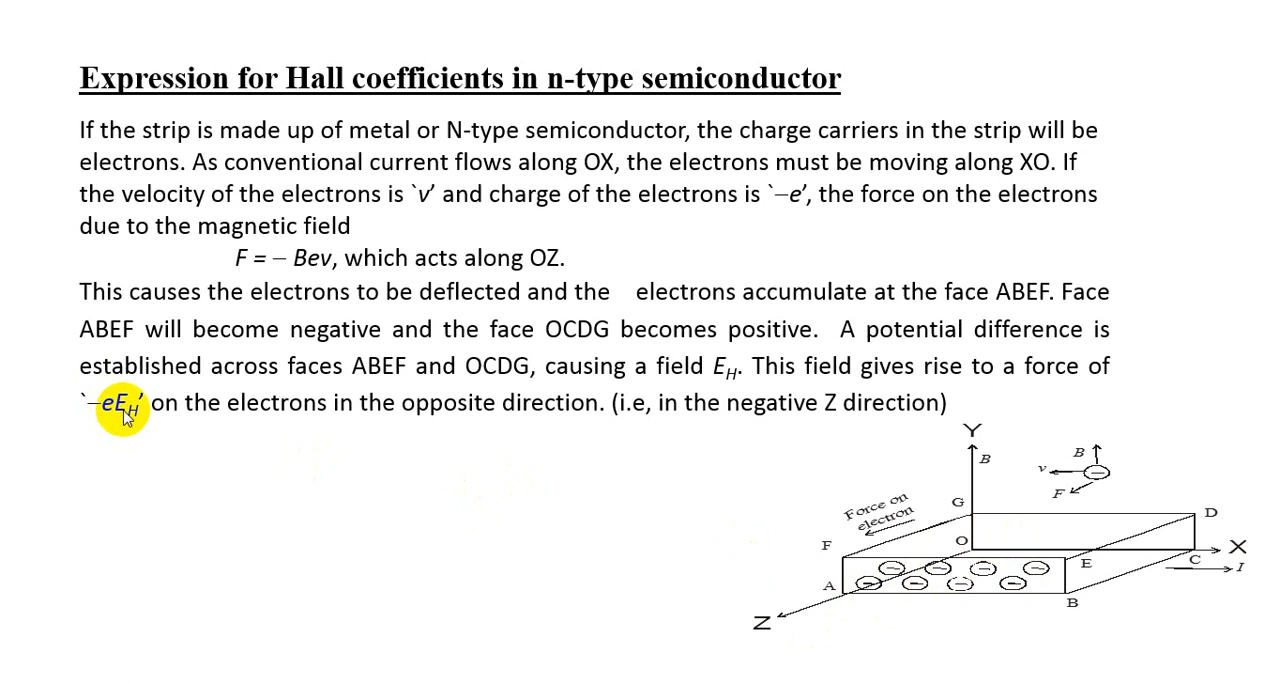 Expression for Hall coefficients in n-type semiconductor
If the strip is made up of metal or N-type semiconductor, the charge carriers in the strip will be
electrons. As conventional current flows along OX, the electrons must be moving along XO. If
the velocity of the electrons is `v' and charge of the electrons is `–e', the force on the electrons
due to the magnetic field
F = – Bev, which acts along OZ.
This causes the electrons to be deflected and the electrons accumulate at the face ABEF. Face
ABEF will become negative and the face OCDG becomes positive. A potential difference is
established across faces ABEF and OCDG, causing a field EH. This field gives rise to a force of
`–eEH' on the electrons in the opposite direction. (i.e, in the negative Z direction)
Y
B
B
v
F
Force on
electron
G
D
F
O
X
E
C
I
A
B
Z